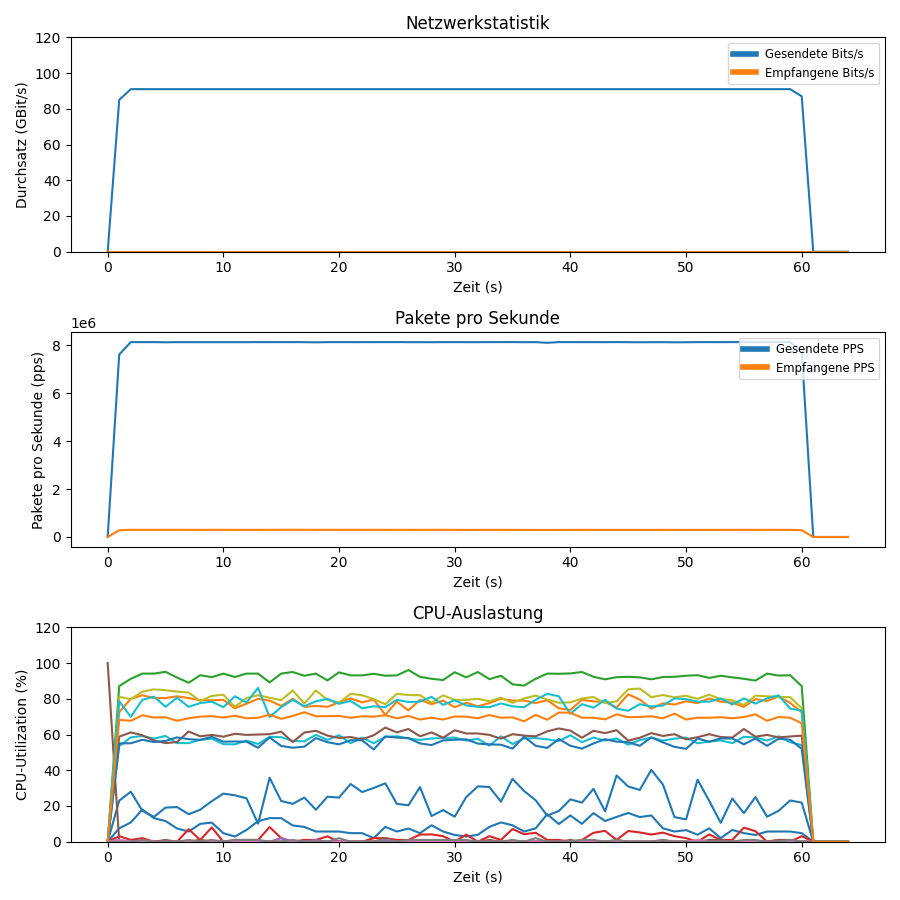 Netzwerkstatistik
120
100
80
60
40
20
0
Durchsatz (GBit/s)
Gesendete Bits/s
Empfangene Bits/s
0 10 20 30 40 50 60
Zeit (s)
Pakete pro Sekunde
1e6
8
6
4
2
0
Pakete pro Sekunde (pps)
Gesendete PPS
Empfangene PPS
0 10 20 30 40 50 60
Zeit (s)
CPU-Auslastung
120
100
80
60
40
20
0
CPU-Utilization (%)
0 10 20 30 40 50 60
Zeit (s)